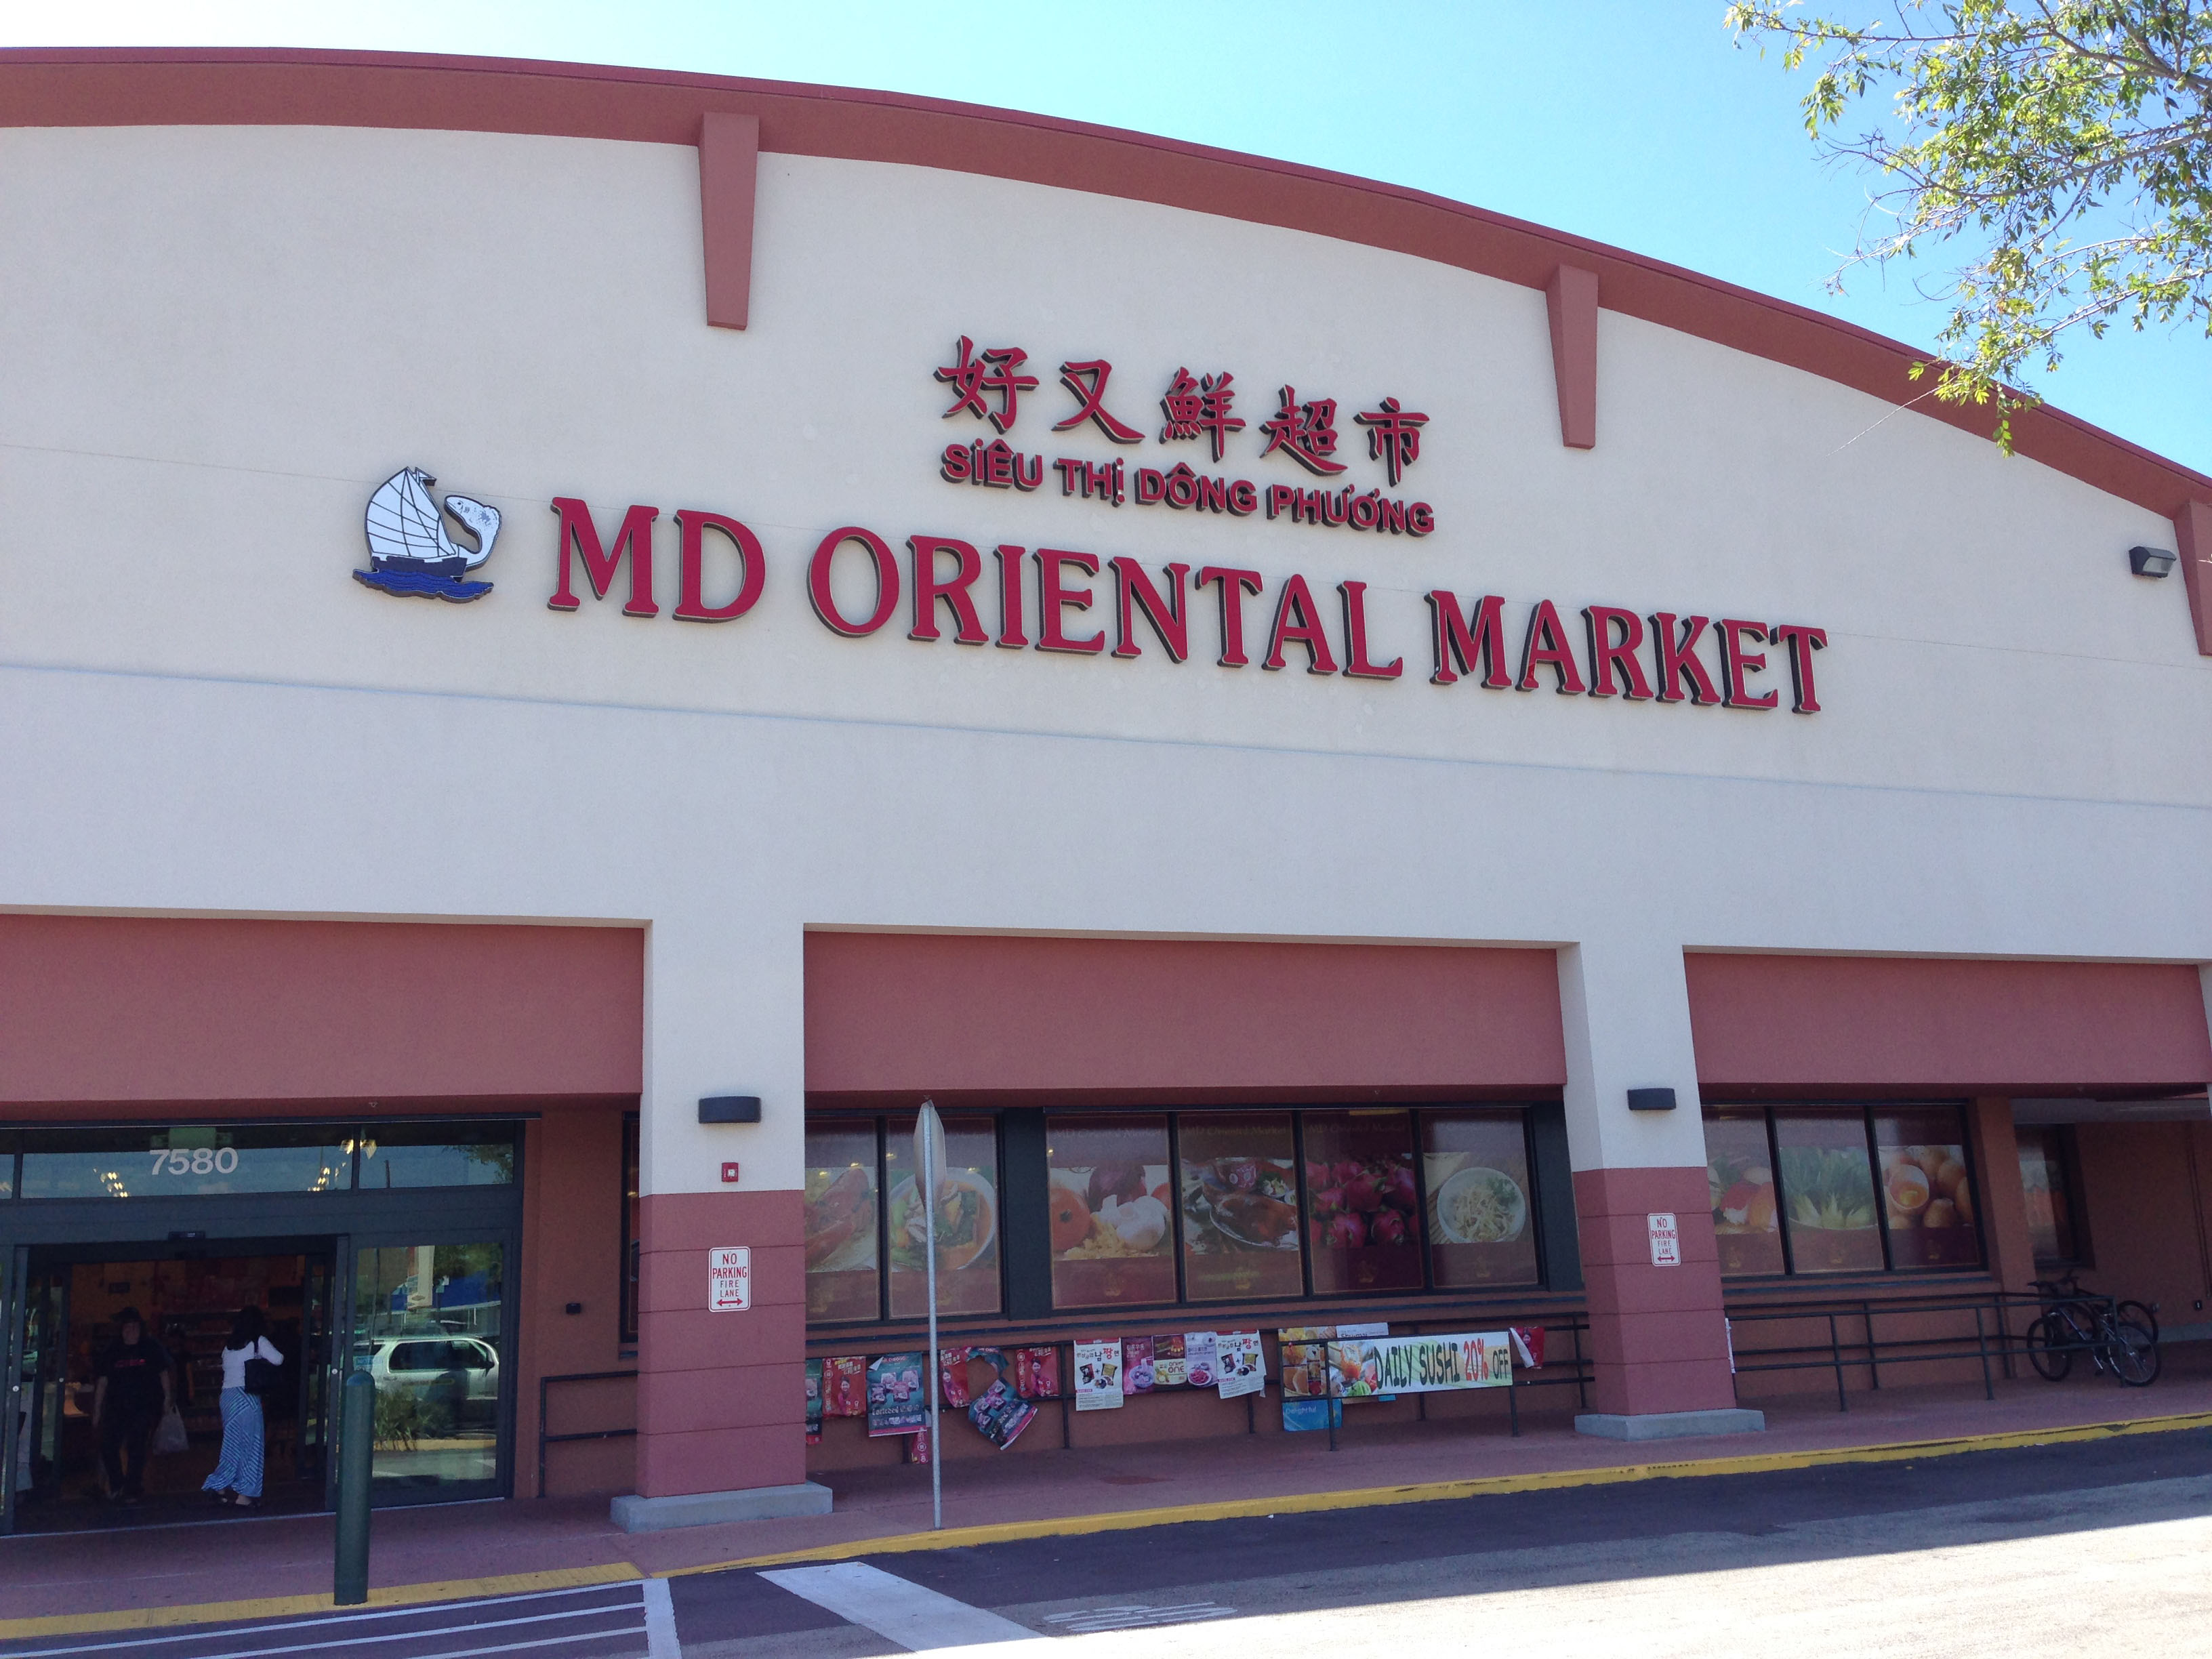 好又鮮超市
SIÊU THỊ DÔNG PHƯƠNG
MD ORIENTAL MARKET
7580
NO
PARKING
FIRE
LANE
NO
PARKING
FIRE
LANE
DAILY SUSHI 20% OFF